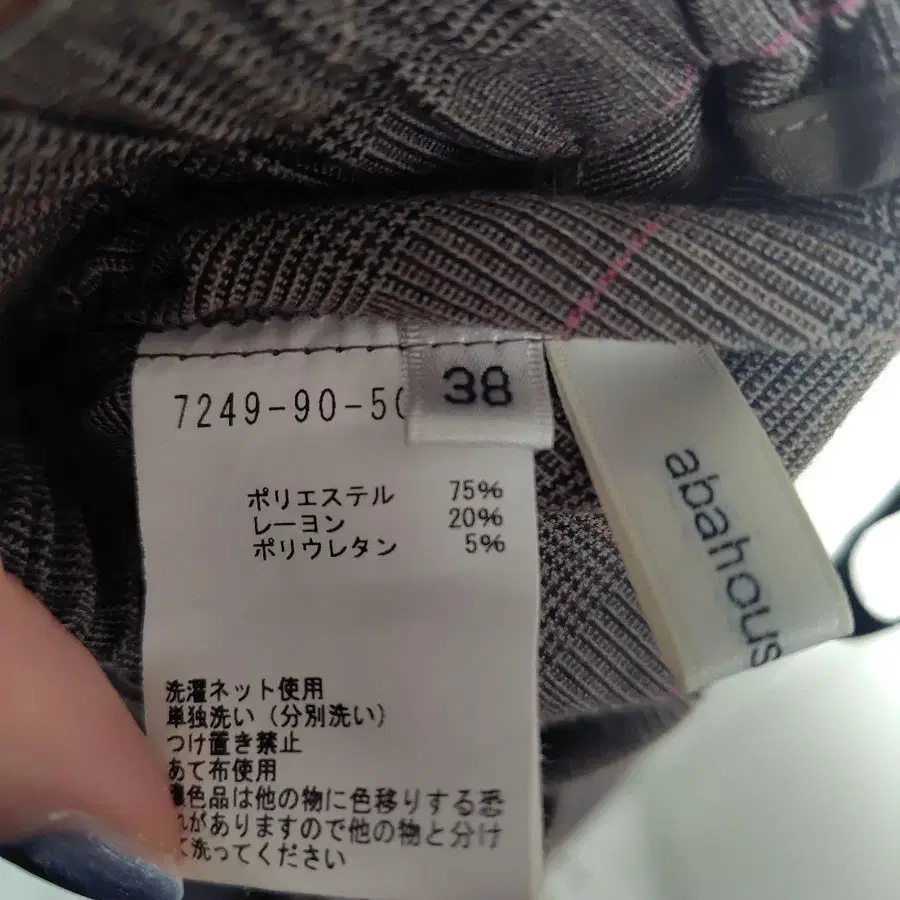 7249-90-50
38
abahous
ポリエステル 75%
レーヨン 20%
ポリウレタン 5%
洗濯ネット使用
単独洗い（分別洗い）
つけ置き禁止
あて布使用
濃色品は他の物に色移りする恐
れがありますので他の物と分け
て洗ってください